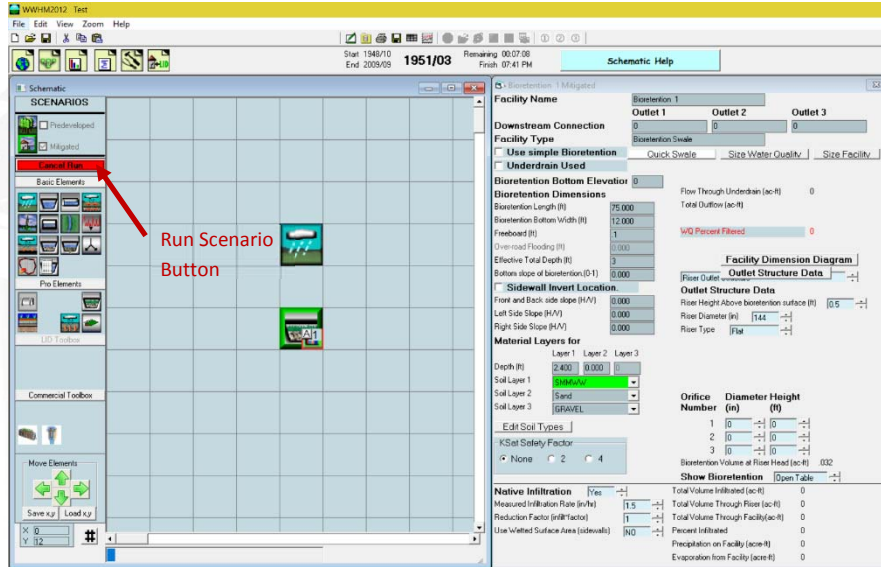 WWHM2012 Test
File Edit View Zoom Help
Start 1948/10
End 2009/09
1951/03
Remaining 00:07:08
Finish 07:41 PM
Schematic Help
Schematic
SCENARIOS
Predeveloped
Mitigated
Cancel Run
Basic Elements
Pro Elements
LID Toolbox
Commercial Toolbox
Move Elements
Save x,y Load x,y
X 0
Y 12
#
Run Scenario
Button
A 1
Bioretention 1 Mitigated
Facility Name Bioretention 1
Outlet 1 Outlet 2 Outlet 3
Downstream Connection 0 0 0
Facility Type Bioretention Swale
Use simple Bioretention Quick Swale Size Water Quality Size Facility
Underdrain Used
Bioretention Bottom Elevation 0
Bioretention Dimensions
Bioretention Length (ft) 75.000
Bioretention Bottom Width (ft) 12.000
Freeboard (ft) 1
Over-road Flooding (ft) 0.000
Effective Total Depth (ft) 3
Bottom slope of bioretention.(0-1) 0.000
Sidewall Invert Location.
Front and Back side slope (H/V) 0.000
Left Side Slope (H/V) 0.000
Right Side Slope (H/V) 0.000
Material Layers for
Layer 1 Layer 2 Layer 3
Depth (ft) 2.400 0.000 0
Soil Layer 1 SMMWW
Soil Layer 2 Sand
Soil Layer 3 GRAVEL
Edit Soil Types
KSat Safety Factor
None 2 4
Flow Through Underdrain (ac-ft) 0
Total Outflow (ac-ft)
WQ Percent Filtered 0
Facility Dimension Diagram
Riser Outlet Outlet Structure Data
Outlet Structure Data
Riser Height Above bioretention surface (ft) 0.5
Riser Diameter (in) 144
Riser Type Flat
Orifice Diameter Height
Number (in) (ft)
1 0 0
2 0 0
3 0 0
Bioretention Volume at Riser Head (ac-ft) .032
Show Bioretention Open Table
Native Infiltration Yes
Measured Infiltration Rate (in/hr) 1.5
Reduction Factor (infilt*factor) 1
Use Wetted Surface Area (sidewalls) NO
Total Volume Infiltrated (ac-ft) 0
Total Volume Through Riser (ac-ft) 0
Total Volume Through Facility(ac-ft) 0
Percent Infiltrated 0
Precipitation on Facility (acre-ft) 0
Evaporation from Facility (acre-ft) 0